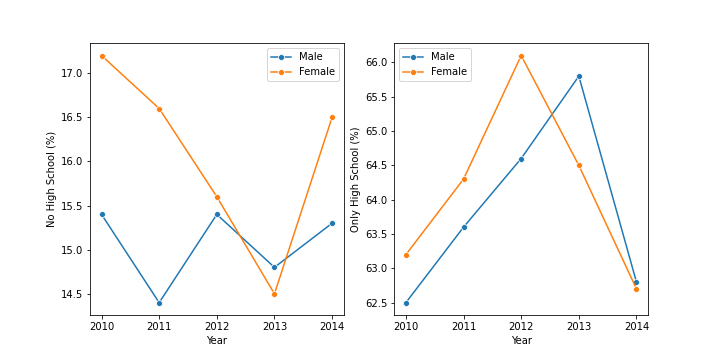 Male
Female
No High School (%)
17.0
16.5
16.0
15.5
15.0
14.5
2010 2011 2012 2013 2014
Year
Male
Female
Only High School (%)
66.0
65.5
65.0
64.5
64.0
63.5
63.0
62.5
2010 2011 2012 2013 2014
Year